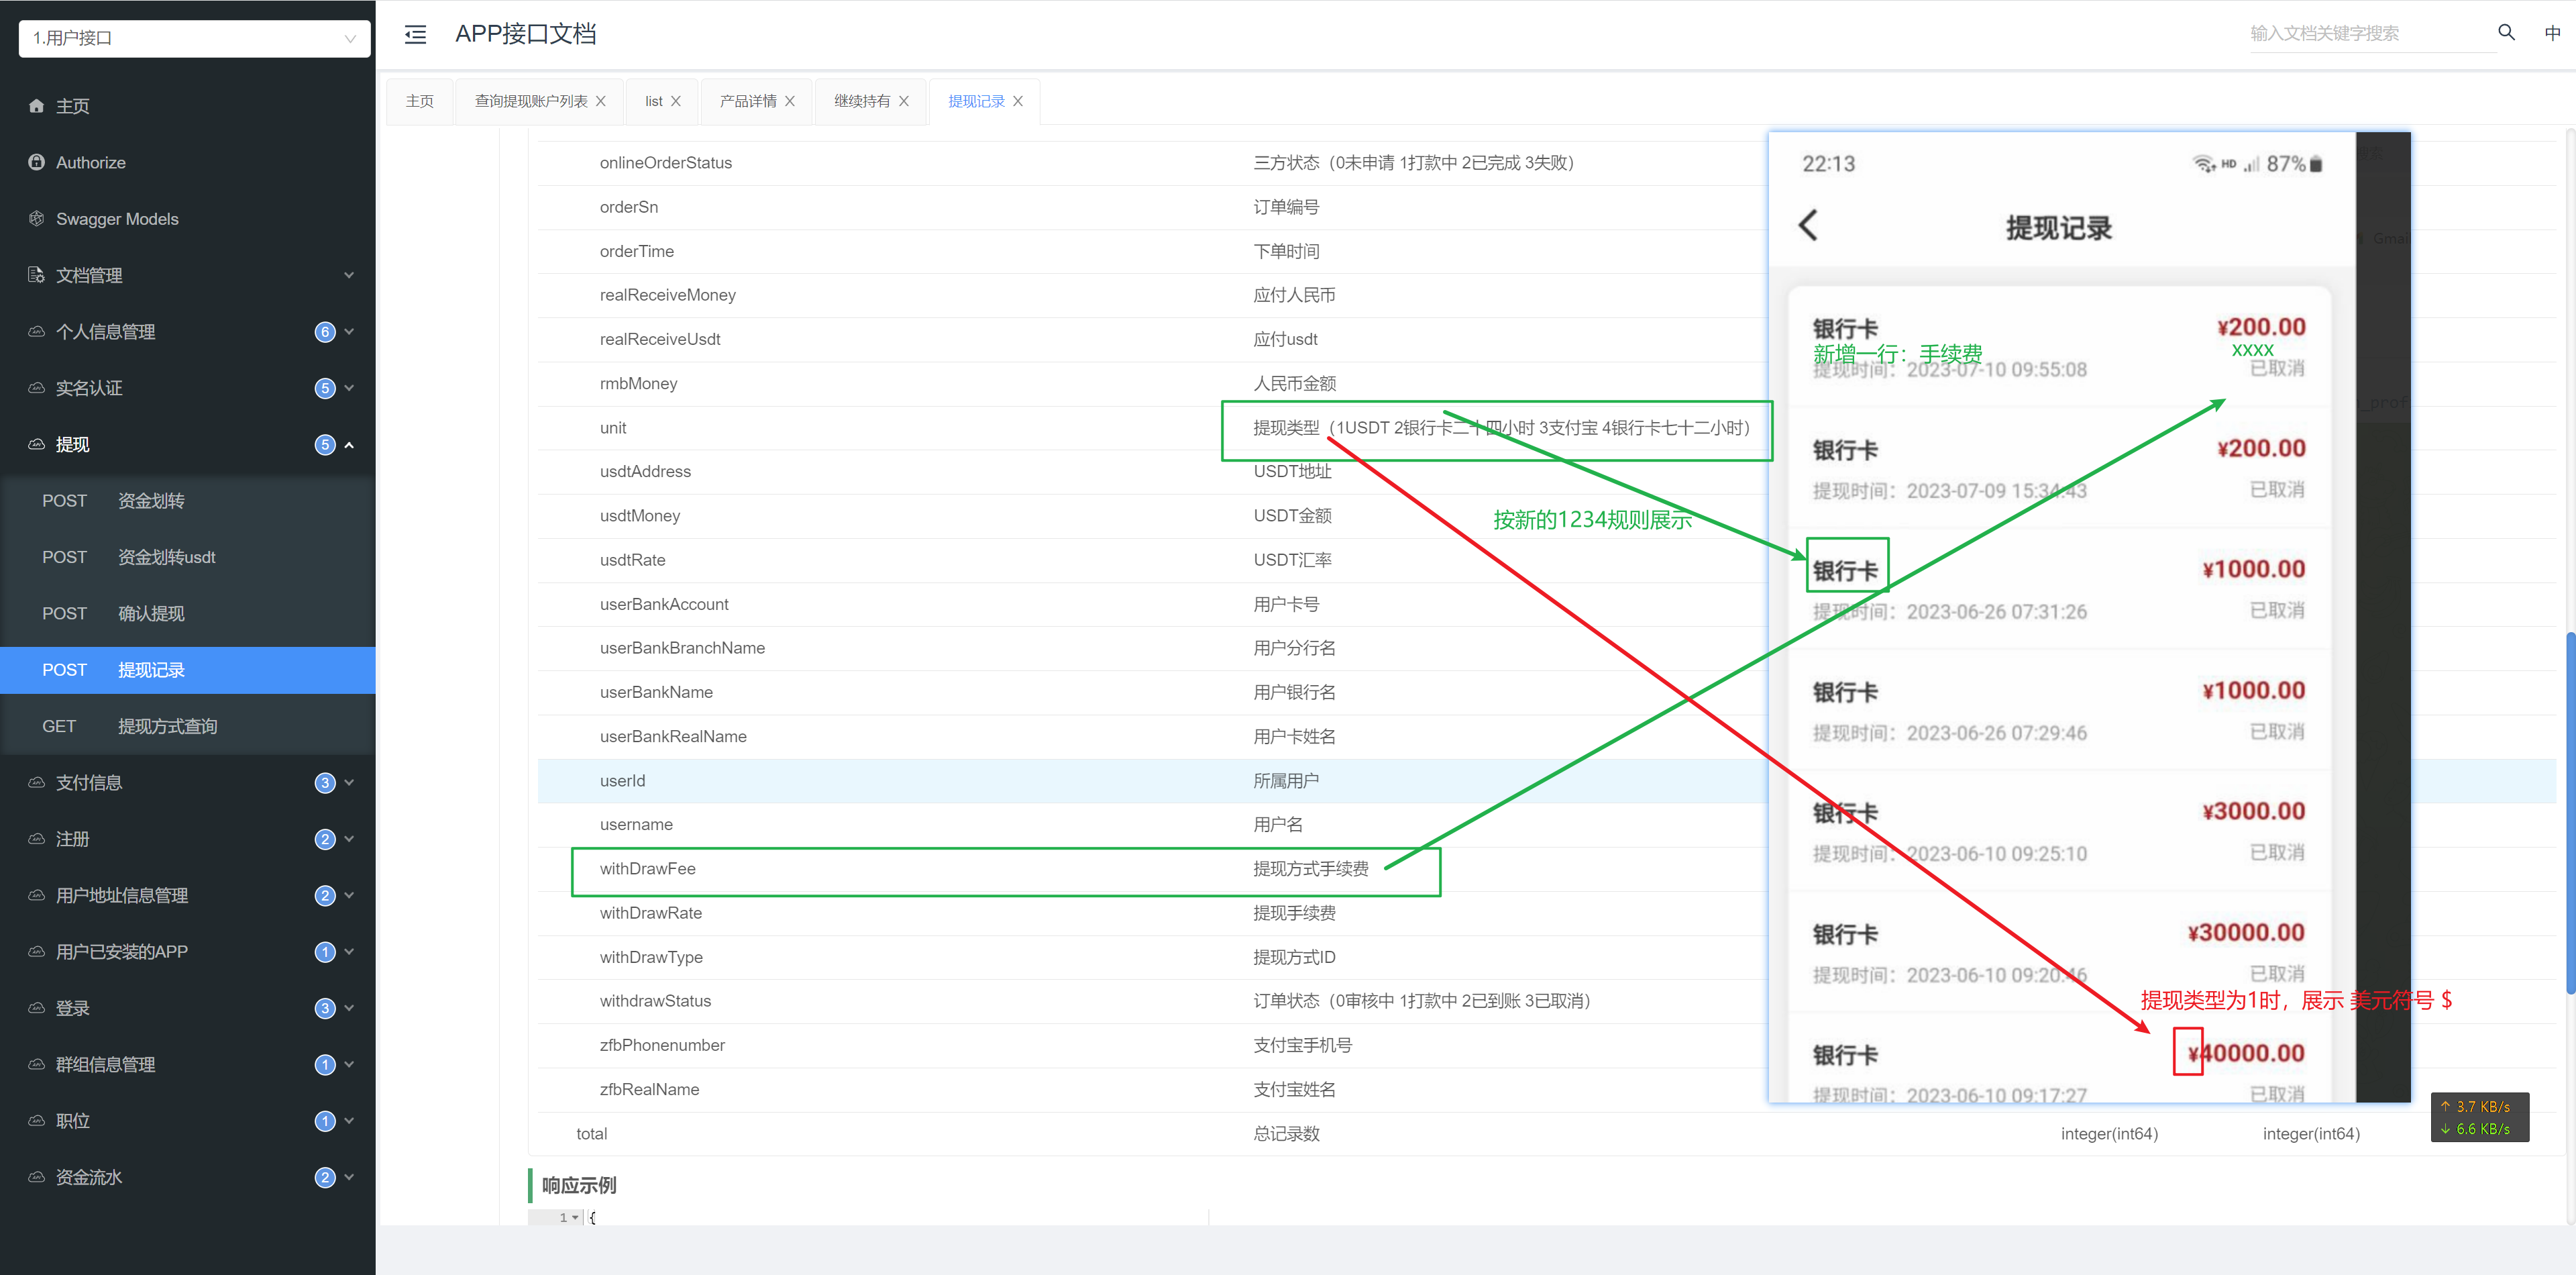 1.用户接口
APP接口文档
输入文档关键字搜索
中
主页
查询提现账户列表
list
产品详情
继续持有
提现记录
主页
Authorize
Swagger Models
文档管理
个人信息管理 6
实名认证 5
提现 5
POST 资金划转
POST 资金划转usdt
POST 确认提现
POST 提现记录
GET 提现方式查询
支付信息 3
注册 2
用户地址信息管理 2
用户已安装的APP 1
登录 3
群组信息管理 1
职位 1
资金流水 2
onlineOrderStatus 三方状态（0未申请 1打款中 2已完成 3失败）
orderSn 订单编号
orderTime 下单时间
realReceiveMoney 应付人民币
realReceiveUsdt 应付usdt
rmbMoney 人民币金额
unit 提现类型（1USDT 2银行卡二十四小时 3支付宝 4银行卡七十二小时）
usdtAddress USDT地址
usdtMoney USDT金额
usdtRate USDT汇率
userBankAccount 用户卡号
userBankBranchName 用户分行名
userBankName 用户银行名
userBankRealName 用户卡姓名
userId 所属用户
username 用户名
withDrawFee 提现方式手续费
withDrawRate 提现手续费
withDrawType 提现方式ID
withdrawStatus 订单状态（0审核中 1打款中 2已到账 3已取消）
zfbPhonenumber 支付宝手机号
zfbRealName 支付宝姓名
total 总记录数 integer(int64) integer(int64)
响应示例
1 {
按新的1234规则展示
22:13 HD 87%
提现记录
银行卡 ¥200.00
新增一行：手续费 xxxx
提现时间：2023-07-10 09:55:08 已取消
银行卡 ¥200.00
提现时间：2023-07-09 15:34:43 已取消
银行卡 ¥1000.00
提现时间：2023-06-26 07:31:26 已取消
银行卡 ¥1000.00
提现时间：2023-06-26 07:29:46 已取消
银行卡 ¥3000.00
提现时间：2023-06-10 09:25:10 已取消
银行卡 ¥30000.00
提现时间：2023-06-10 09:20:46 已取消
提现类型为1时，展示 美元符号 $
银行卡 ¥40000.00
提现时间：2023-06-10 09:17:27 已取消
Gmai
_prof
↑ 3.7 KB/s
↓ 6.6 KB/s